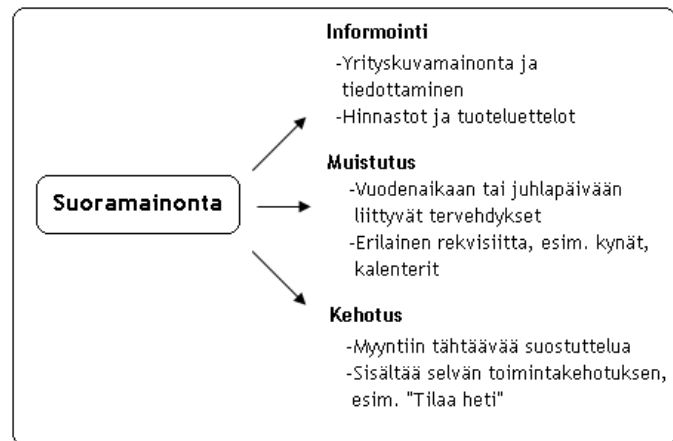 Informointi
-Yrityskuvamainonta ja
tiedottaminen
-Hinnastot ja tuoteluettelot
Suoramainonta
Muistutus
-Vuodenaikaan tai juhlapäivään
liittyvät tervehdykset
-Erilainen rekvisiitta, esim. kynät,
kalenterit
Kehotus
-Myyntiin tähtäävää suostuttelua
-Sisältää selvän toimintakehotuksen,
esim. "Tilaa heti"